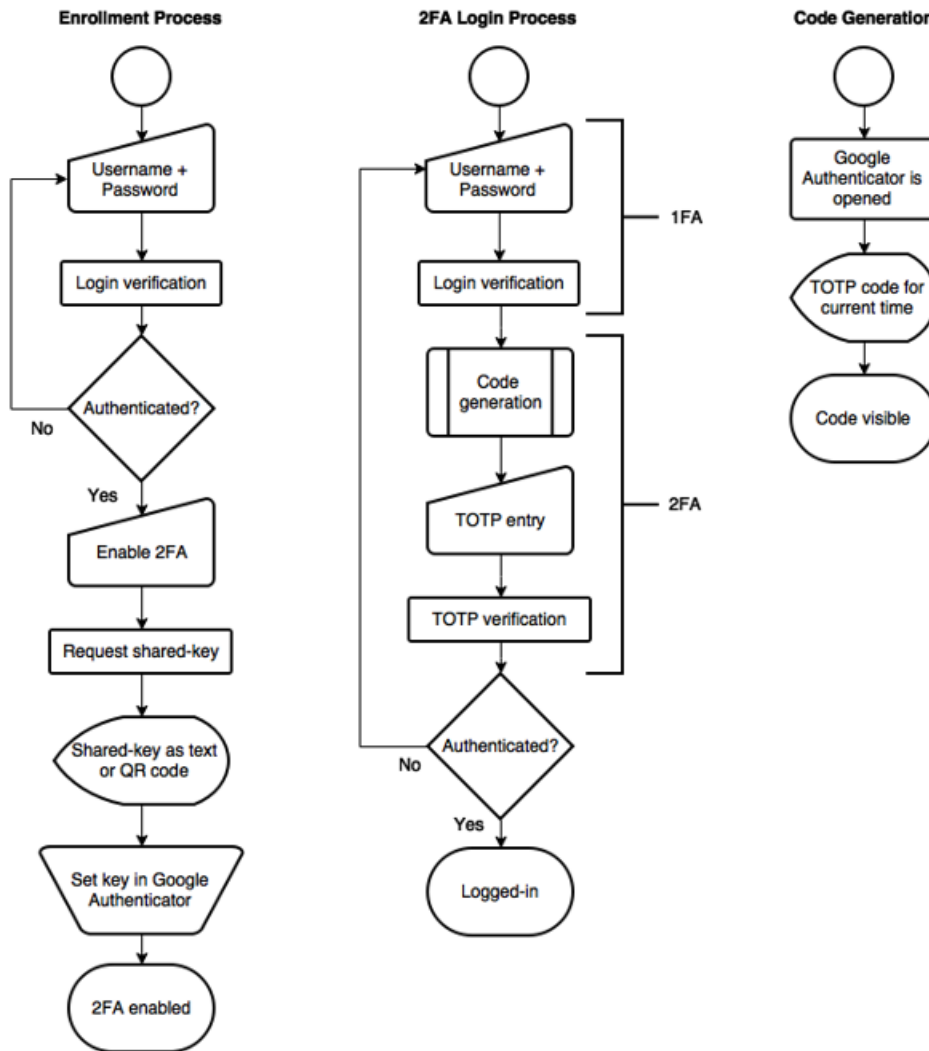 Enrollment Process
Username +
Password
Login verification
Authenticated?
No
Yes
Enable 2FA
Request shared-key
Shared-key as text
or QR code
Set key in Google
Authenticator
2FA enabled
2FA Login Process
Username +
Password
1FA
Login verification
Code
generation
TOTP entry
2FA
TOTP verification
Authenticated?
No
Yes
Logged-in
Code Generation
Google
Authenticator is
opened
TOTP code for
current time
Code visible